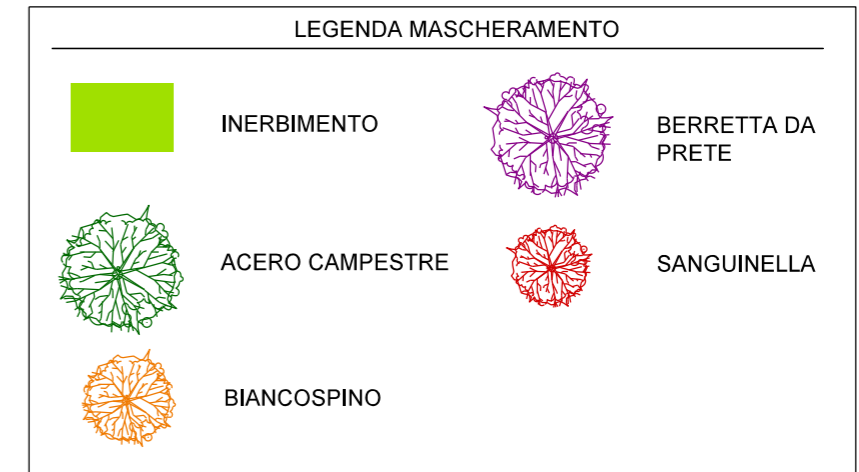 LEGENDA MASCHERAMENTO
INERBIMENTO
BERRETTA DA
PRETE
ACERO CAMPESTRE
SANGUINELLA
BIANCOSPINO